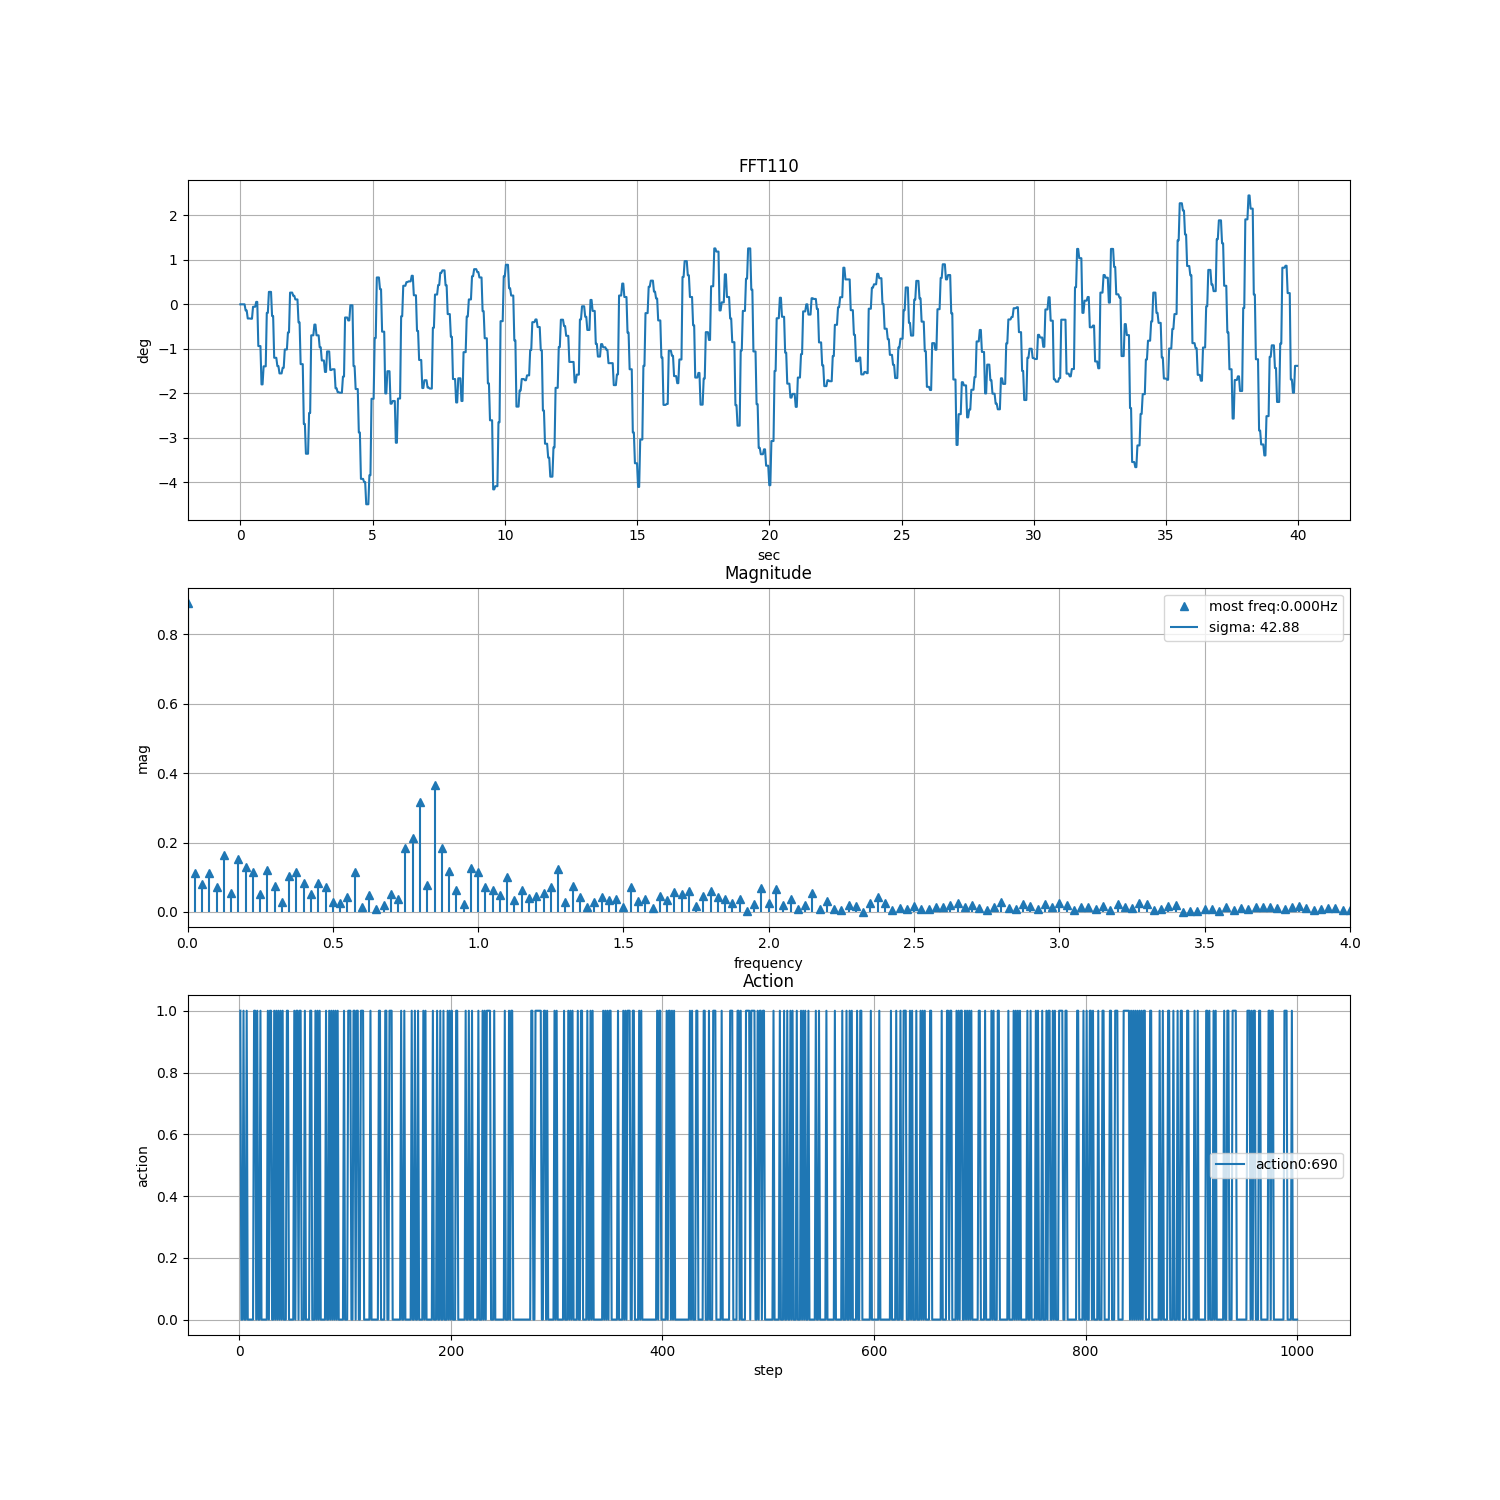 FFT110
2
1
0
−1
−2
−3
−4
deg
0 5 10 15 20 25 30 35 40
sec
Magnitude
most freq:0.000Hz
sigma: 42.88
0.8
0.6
0.4
0.2
0.0
mag
0.0 0.5 1.0 1.5 2.0 2.5 3.0 3.5 4.0
frequency
Action
1.0
0.8
0.6
0.4
0.2
0.0
action
action0:690
0 200 400 600 800 1000
step